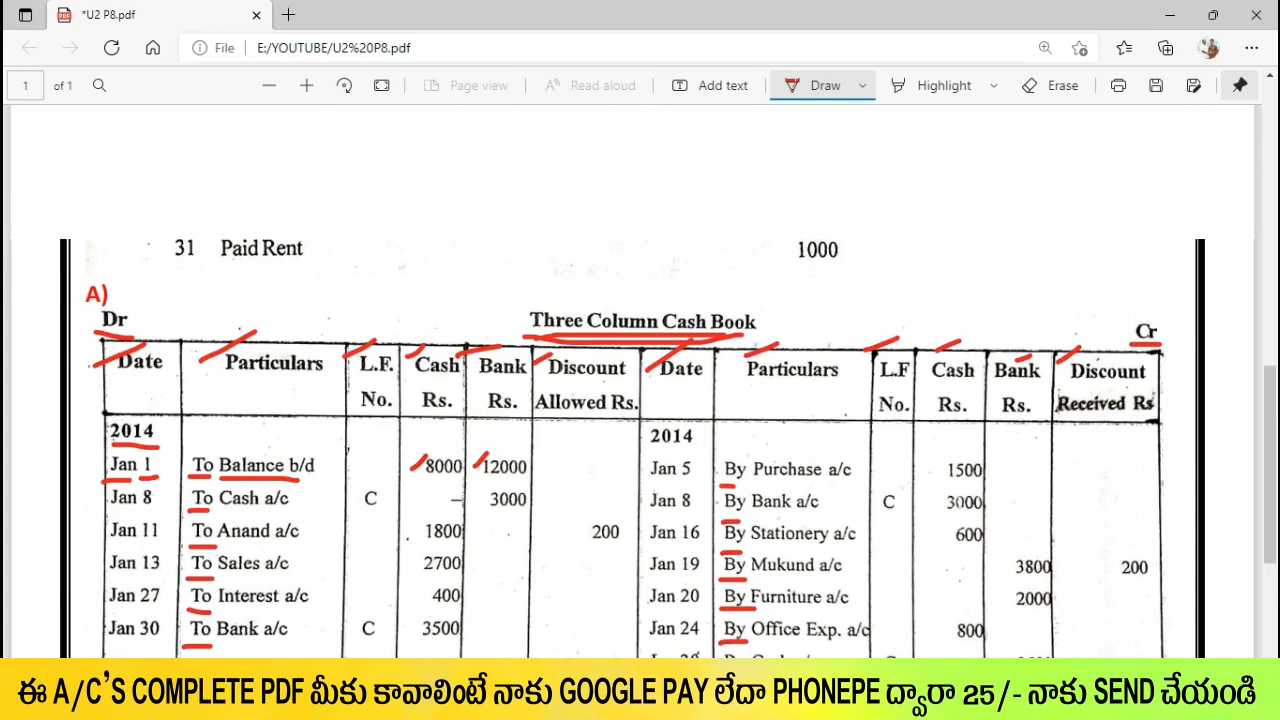 *U2 P8.pdf
File E:/YOUTUBE/U2%20P8.pdf
1 of 1 Page view Read aloud Add text Draw Highlight Erase
31 Paid Rent 1000
A)
Dr Three Column Cash Book Cr
Date Particulars L.F. No. Cash Rs. Bank Rs. Discount Allowed Rs. Date Particulars L.F No. Cash Rs. Bank Rs. Discount Received Rs
2014 2014
Jan 1 To Balance b/d 8000 12000 Jan 5 By Purchase a/c 1500
Jan 8 To Cash a/c C – 3000 Jan 8 By Bank a/c C 3000
Jan 11 To Anand a/c 1800 200 Jan 16 By Stationery a/c 600
Jan 13 To Sales a/c 2700 Jan 19 By Mukund a/c 3800 200
Jan 27 To Interest a/c 400 Jan 20 By Furniture a/c 2000
Jan 30 To Bank a/c C 3500 Jan 24 By Office Exp. a/c 800
ఈ A/C'S COMPLETE PDF మీకు కావాలింటే నాకు GOOGLE PAY లేదా PHONEPE ద్వారా 25/- నాకు SEND చేయండి